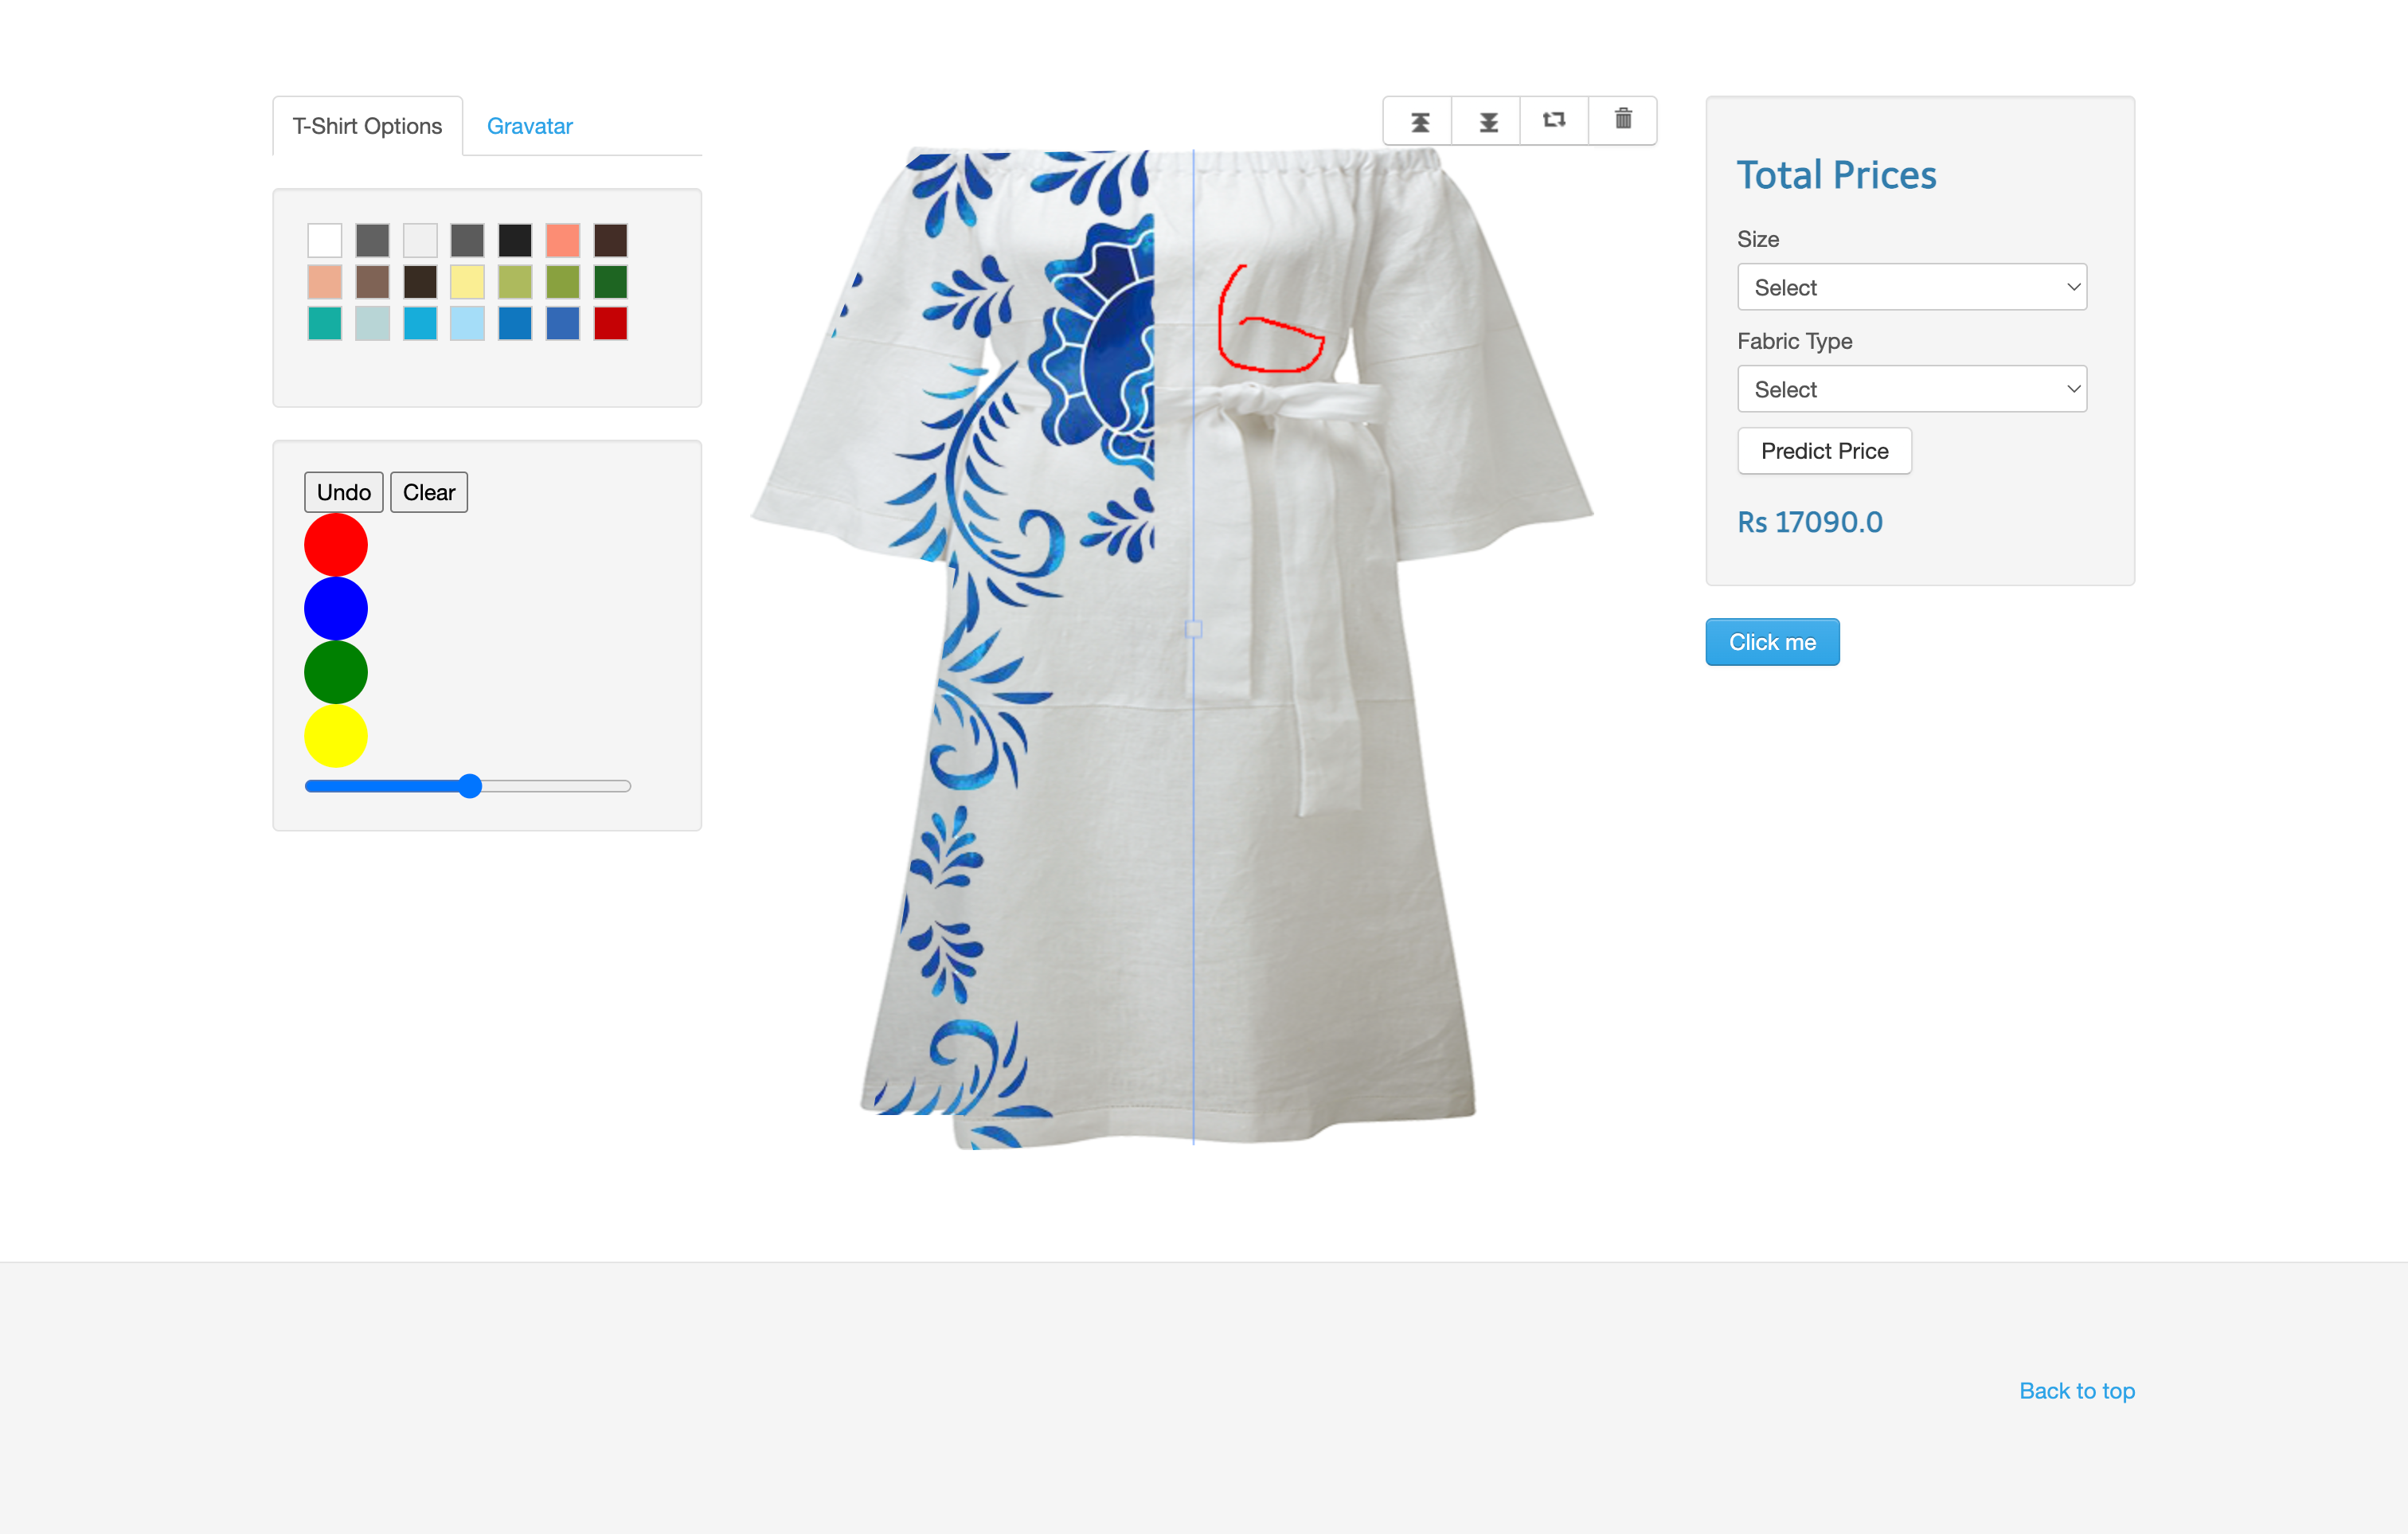 T-Shirt Options
Gravatar
Undo
Clear
Total Prices
Size
Select
Fabric Type
Select
Predict Price
Rs 17090.0
Click me
Back to top